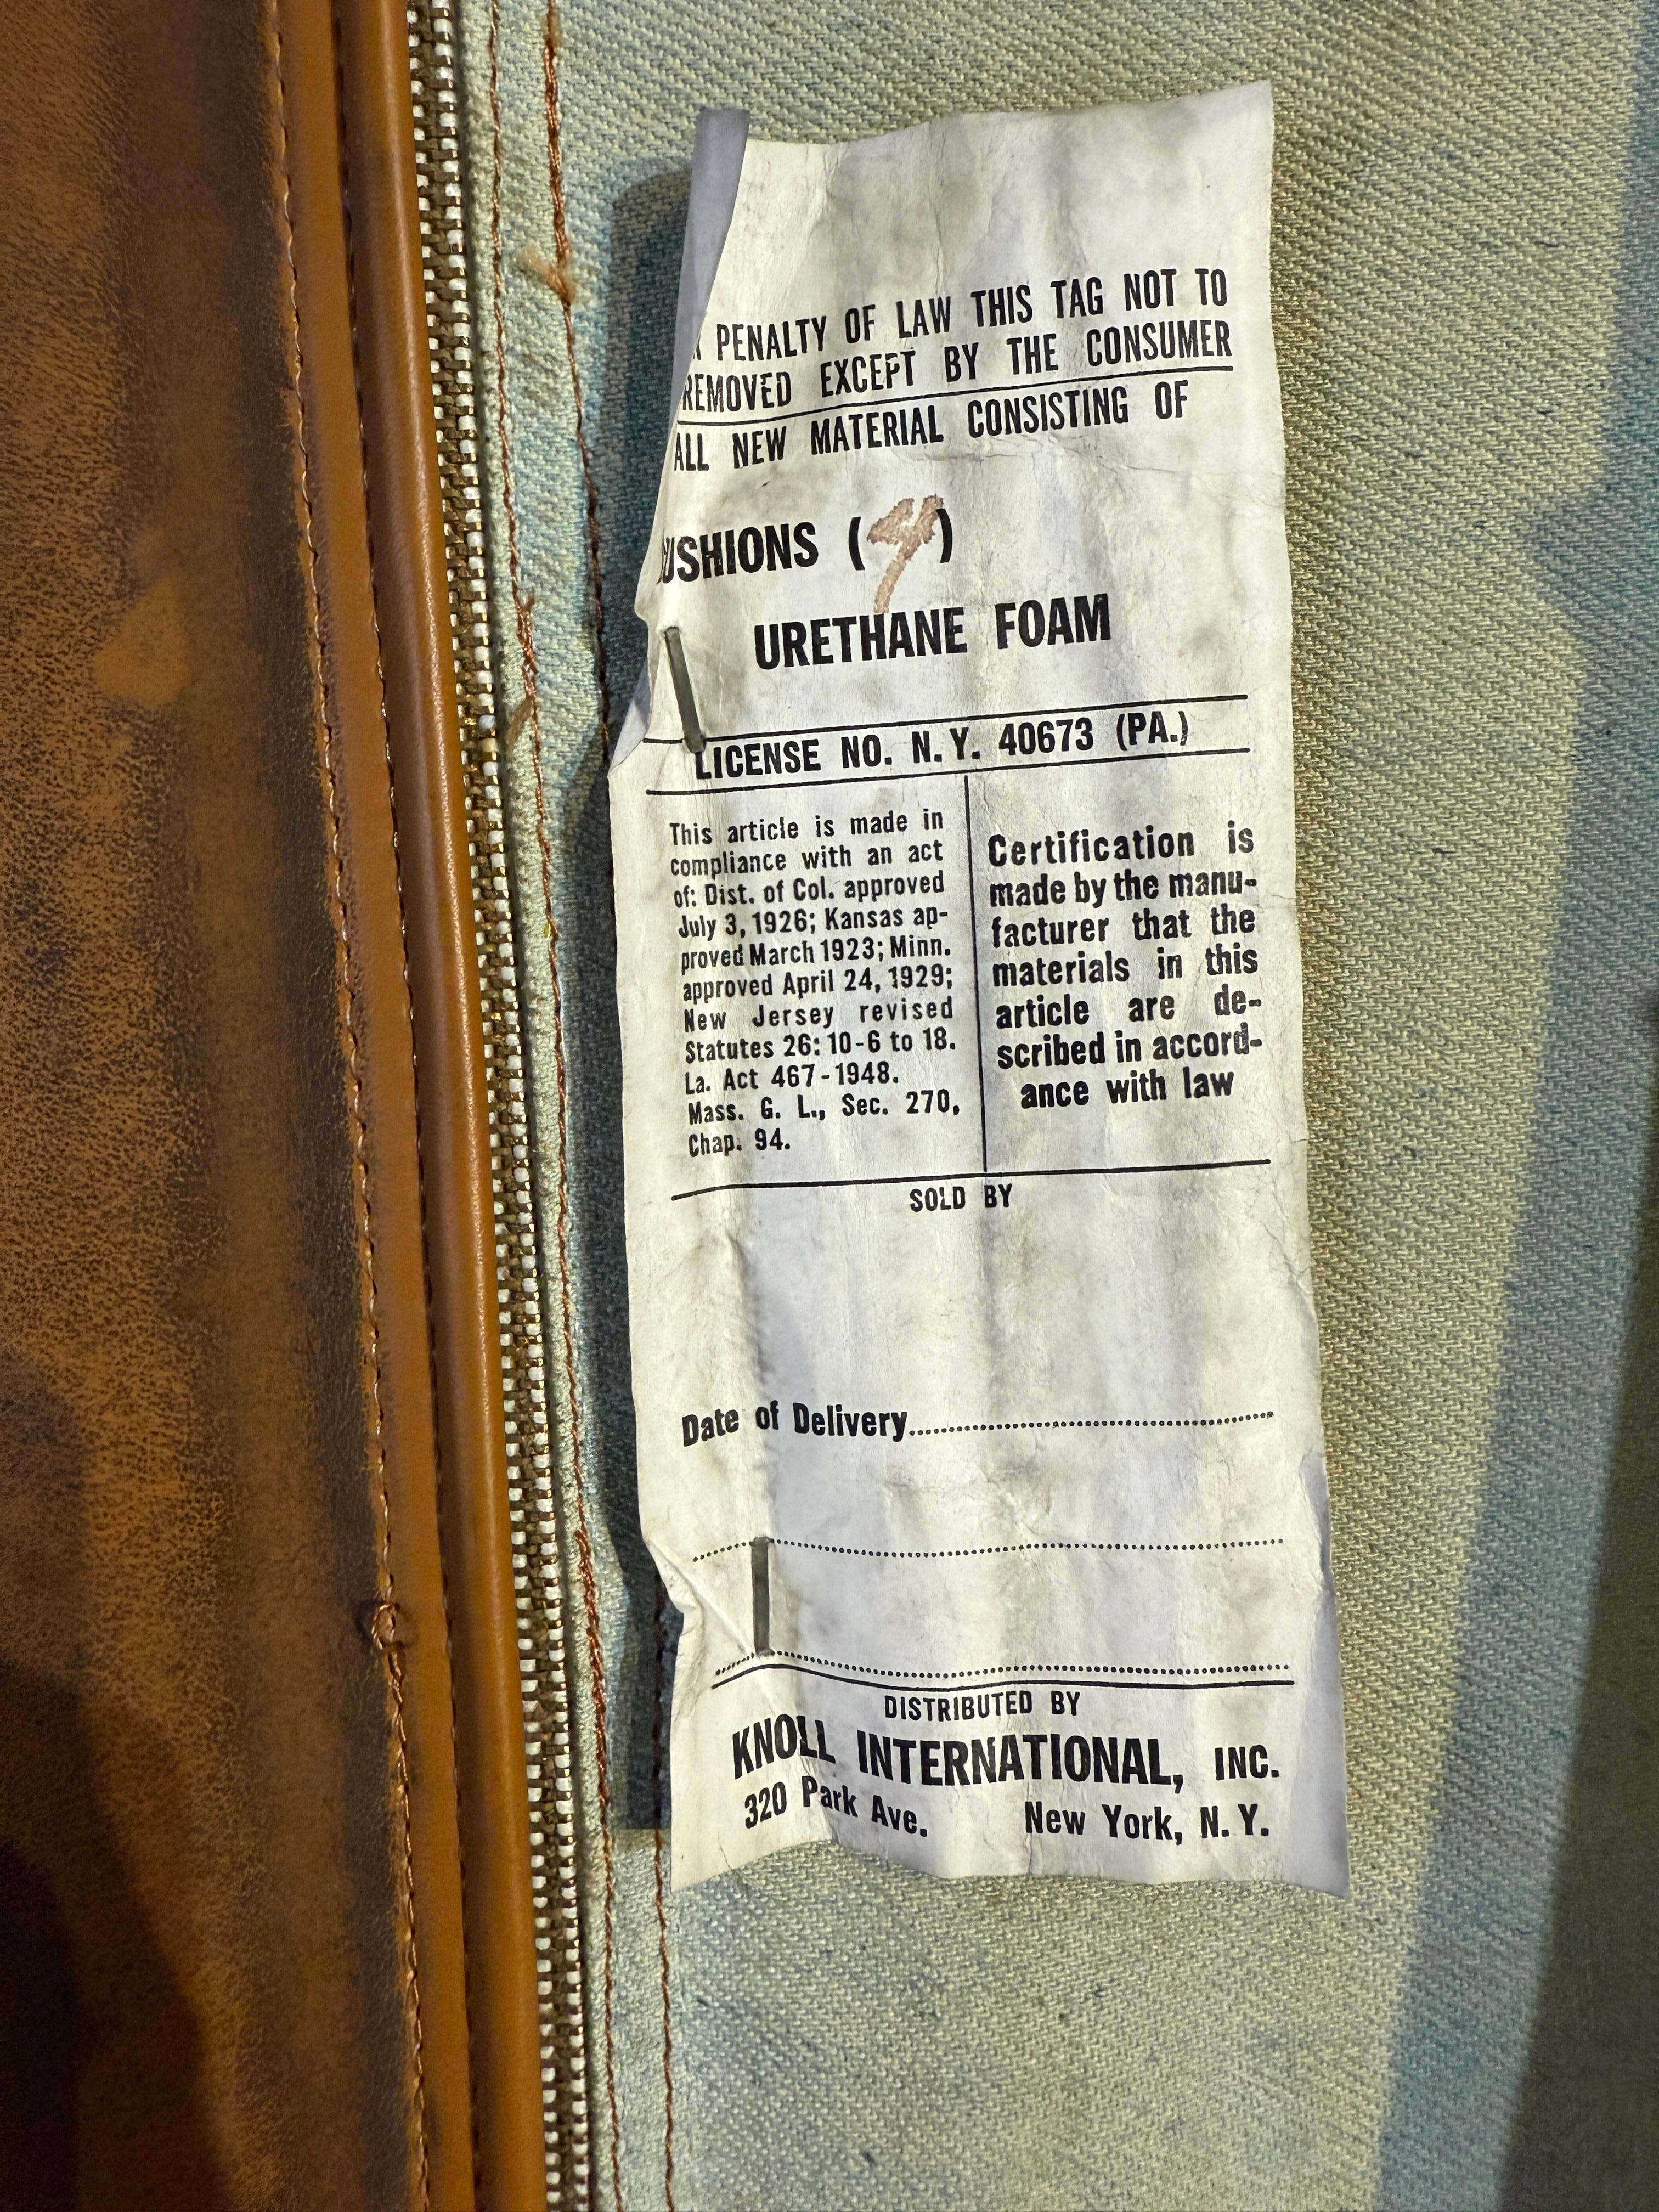 PENALTY OF LAW THIS TAG NOT TO
REMOVED EXCEPT BY THE CONSUMER
ALL NEW MATERIAL CONSISTING OF
USHIONS (4)
URETHANE FOAM
LICENSE NO. N.Y. 40673 (PA.)
This article is made in
compliance with an act
of: Dist. of Col. approved
July 3, 1926; Kansas ap-
proved March 1923; Minn.
approved April 24, 1929;
New Jersey revised
Statutes 26: 10-6 to 18.
La. Act 467-1948.
Mass. G. L., Sec. 270,
Chap. 94.
Certification is
made by the manu-
facturer that the
materials in this
article are de-
scribed in accord-
ance with law
SOLD BY
Date of Delivery
DISTRIBUTED BY
KNOLL INTERNATIONAL, INC.
320 Park Ave. New York, N.Y.